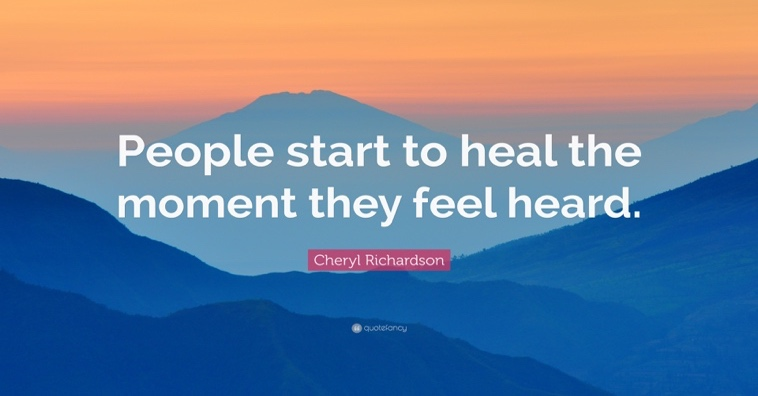 People start to heal the
moment they feel heard.
Cheryl Richardson
quotefancy